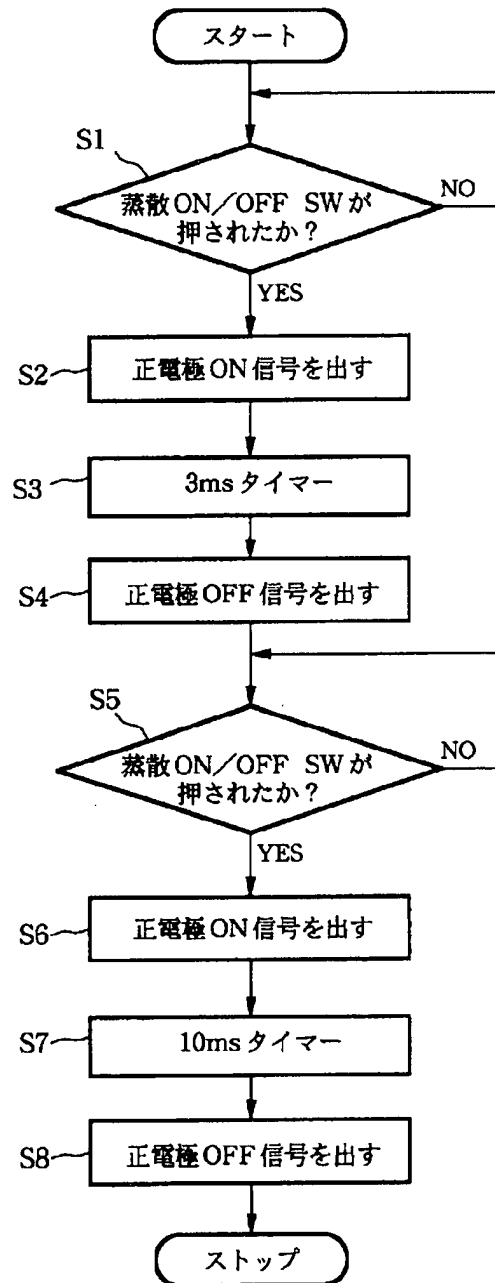 スタート
S1
蒸散ON/OFF SWが
押されたか?
NO
YES
S2
正電極ON信号を出す
S3
3msタイマー
S4
正電極OFF信号を出す
S5
蒸散ON/OFF SWが
押されたか?
NO
YES
S6
正電極ON信号を出す
S7
10msタイマー
S8
正電極OFF信号を出す
ストップ